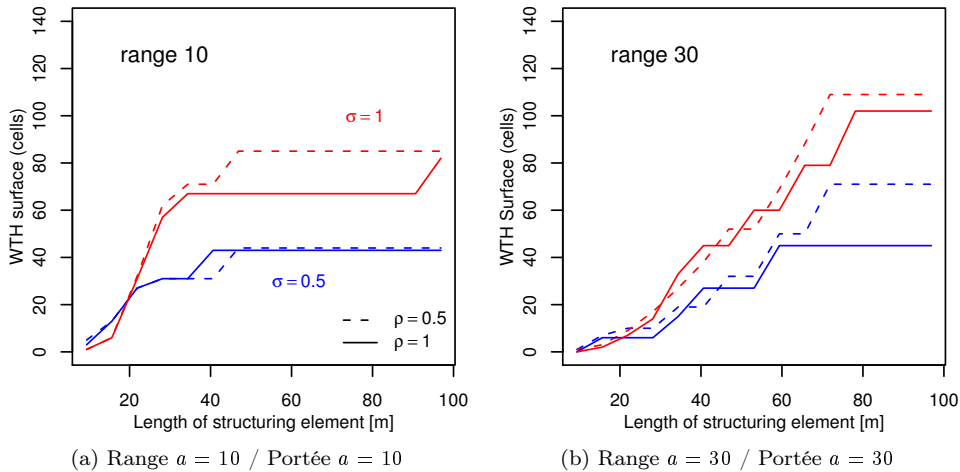 140
120
100
80
60
40
20
0
WTH surface (cells)
range 10
σ = 1
σ = 0.5
ρ = 0.5
ρ = 1
20 40 60 80 100
Length of structuring element [m]
(a) Range a = 10 / Portée a = 10
140
120
100
80
60
40
20
0
WTH Surface (cells)
range 30
20 40 60 80 100
Length of structuring element [m]
(b) Range a = 30 / Portée a = 30